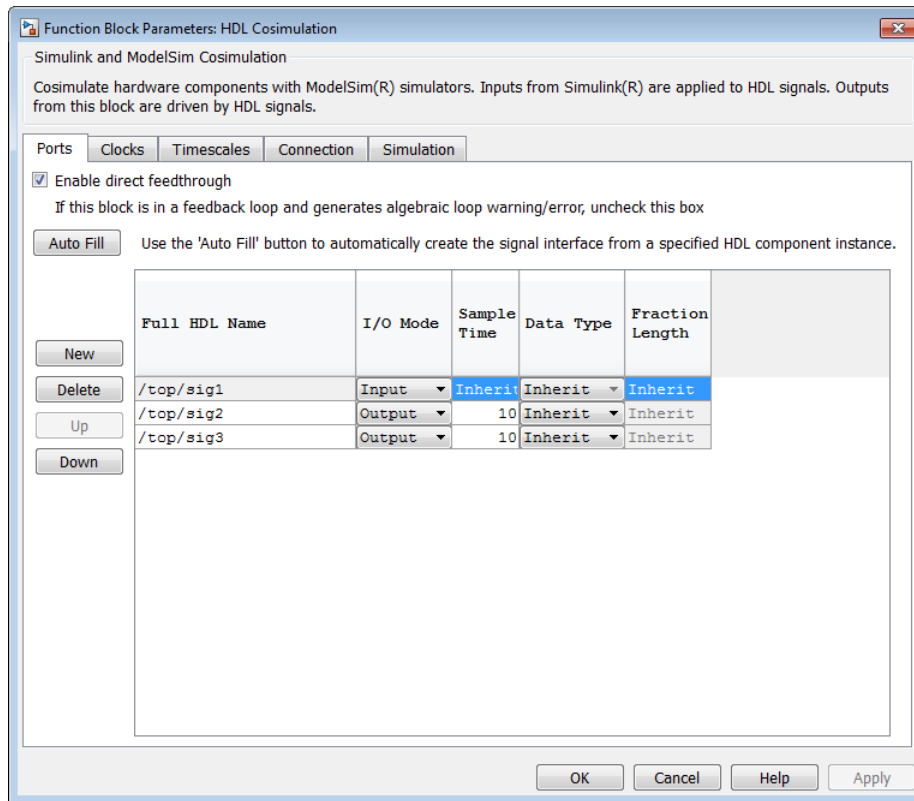 Function Block Parameters: HDL Cosimulation
Simulink and ModelSim Cosimulation
Cosimulate hardware components with ModelSim(R) simulators. Inputs from Simulink(R) are applied to HDL signals. Outputs
from this block are driven by HDL signals.
Ports Clocks Timescales Connection Simulation
Enable direct feedthrough
If this block is in a feedback loop and generates algebraic loop warning/error, uncheck this box
Auto Fill Use the 'Auto Fill' button to automatically create the signal interface from a specified HDL component instance.
Full HDL Name I/O Mode Sample Time Data Type Fraction Length
New
Delete /top/sig1 Input Inherit Inherit Inherit
/top/sig2 Output 10 Inherit Inherit
Up
/top/sig3 Output 10 Inherit Inherit
Down
OK Cancel Help Apply